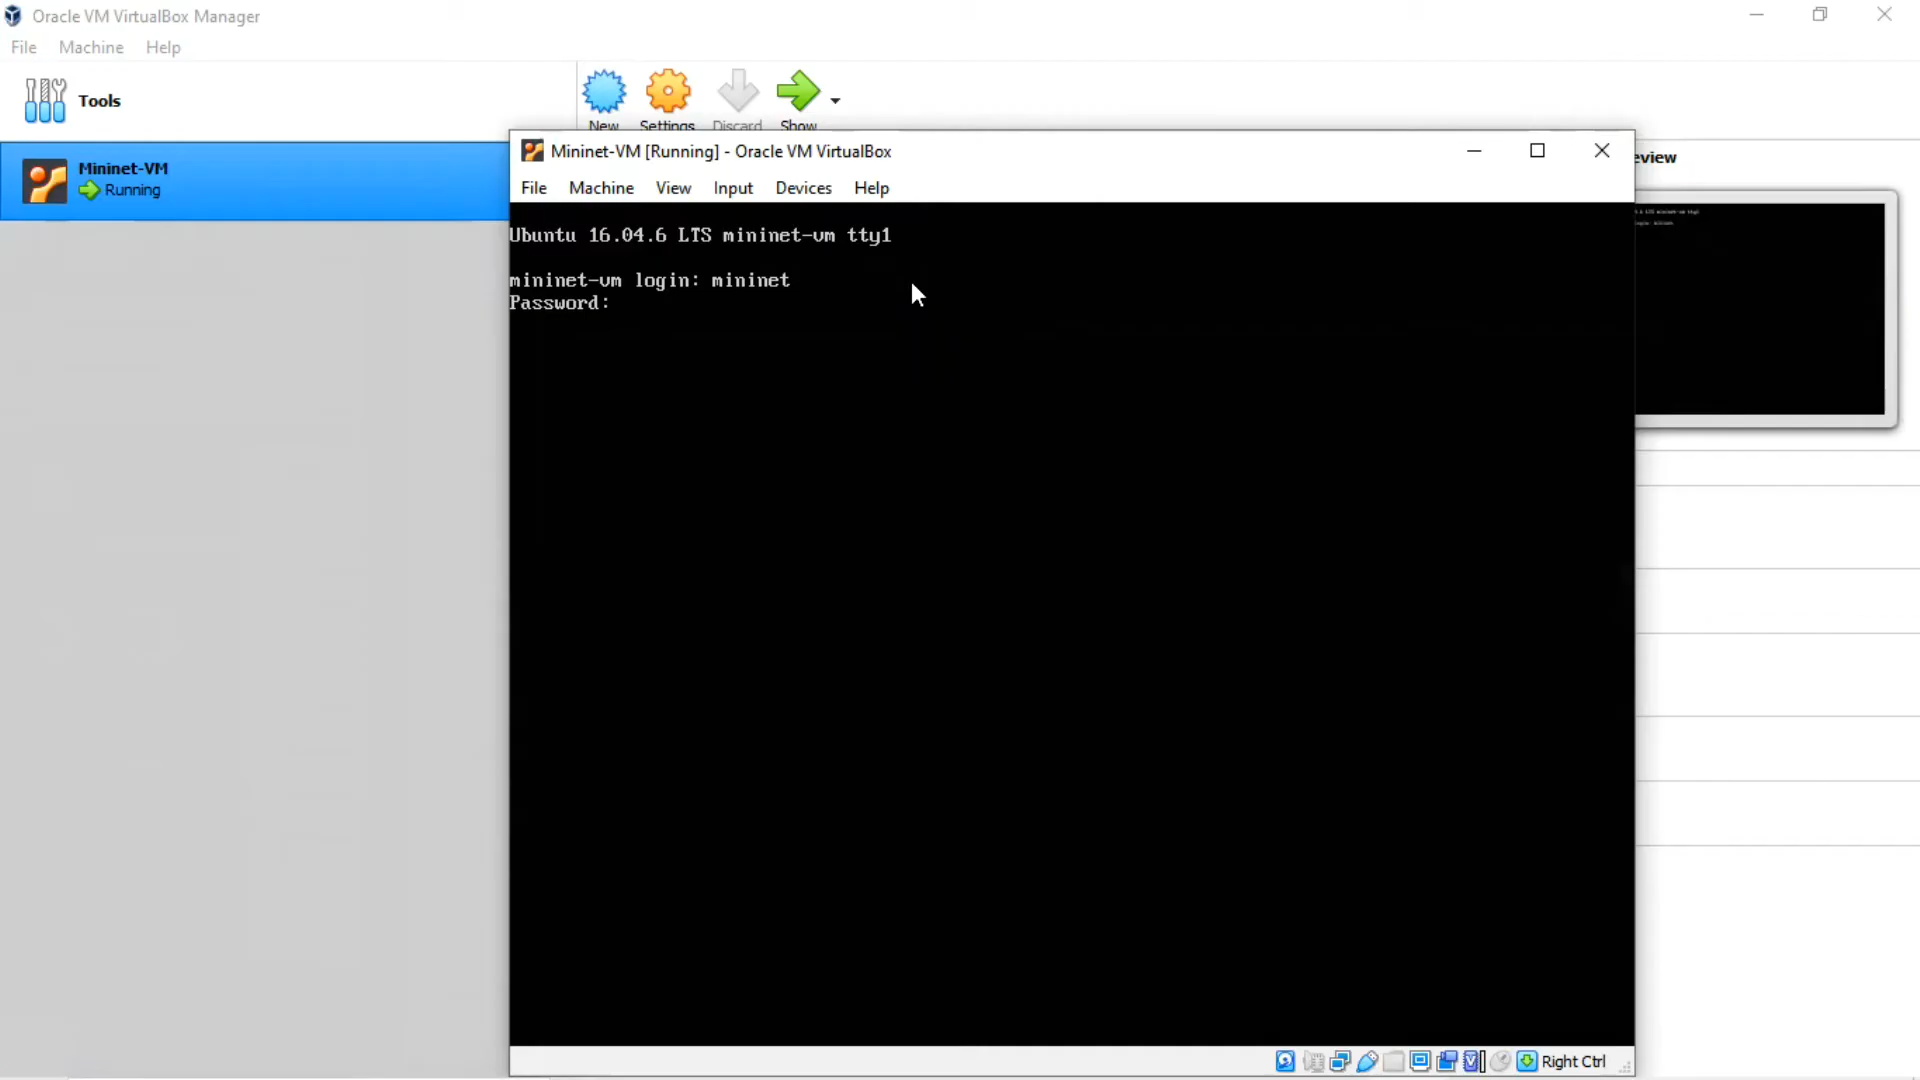 Oracle VM VirtualBox Manager
File Machine Help
Tools
New Settings Discard Show
Mininet-VM
Running
Mininet-VM [Running] - Oracle VM VirtualBox
File Machine View Input Devices Help
eview
Ubuntu 16.04.6 LTS mininet-vm tty1
mininet-vm login: mininet
Password:
Right Ctrl